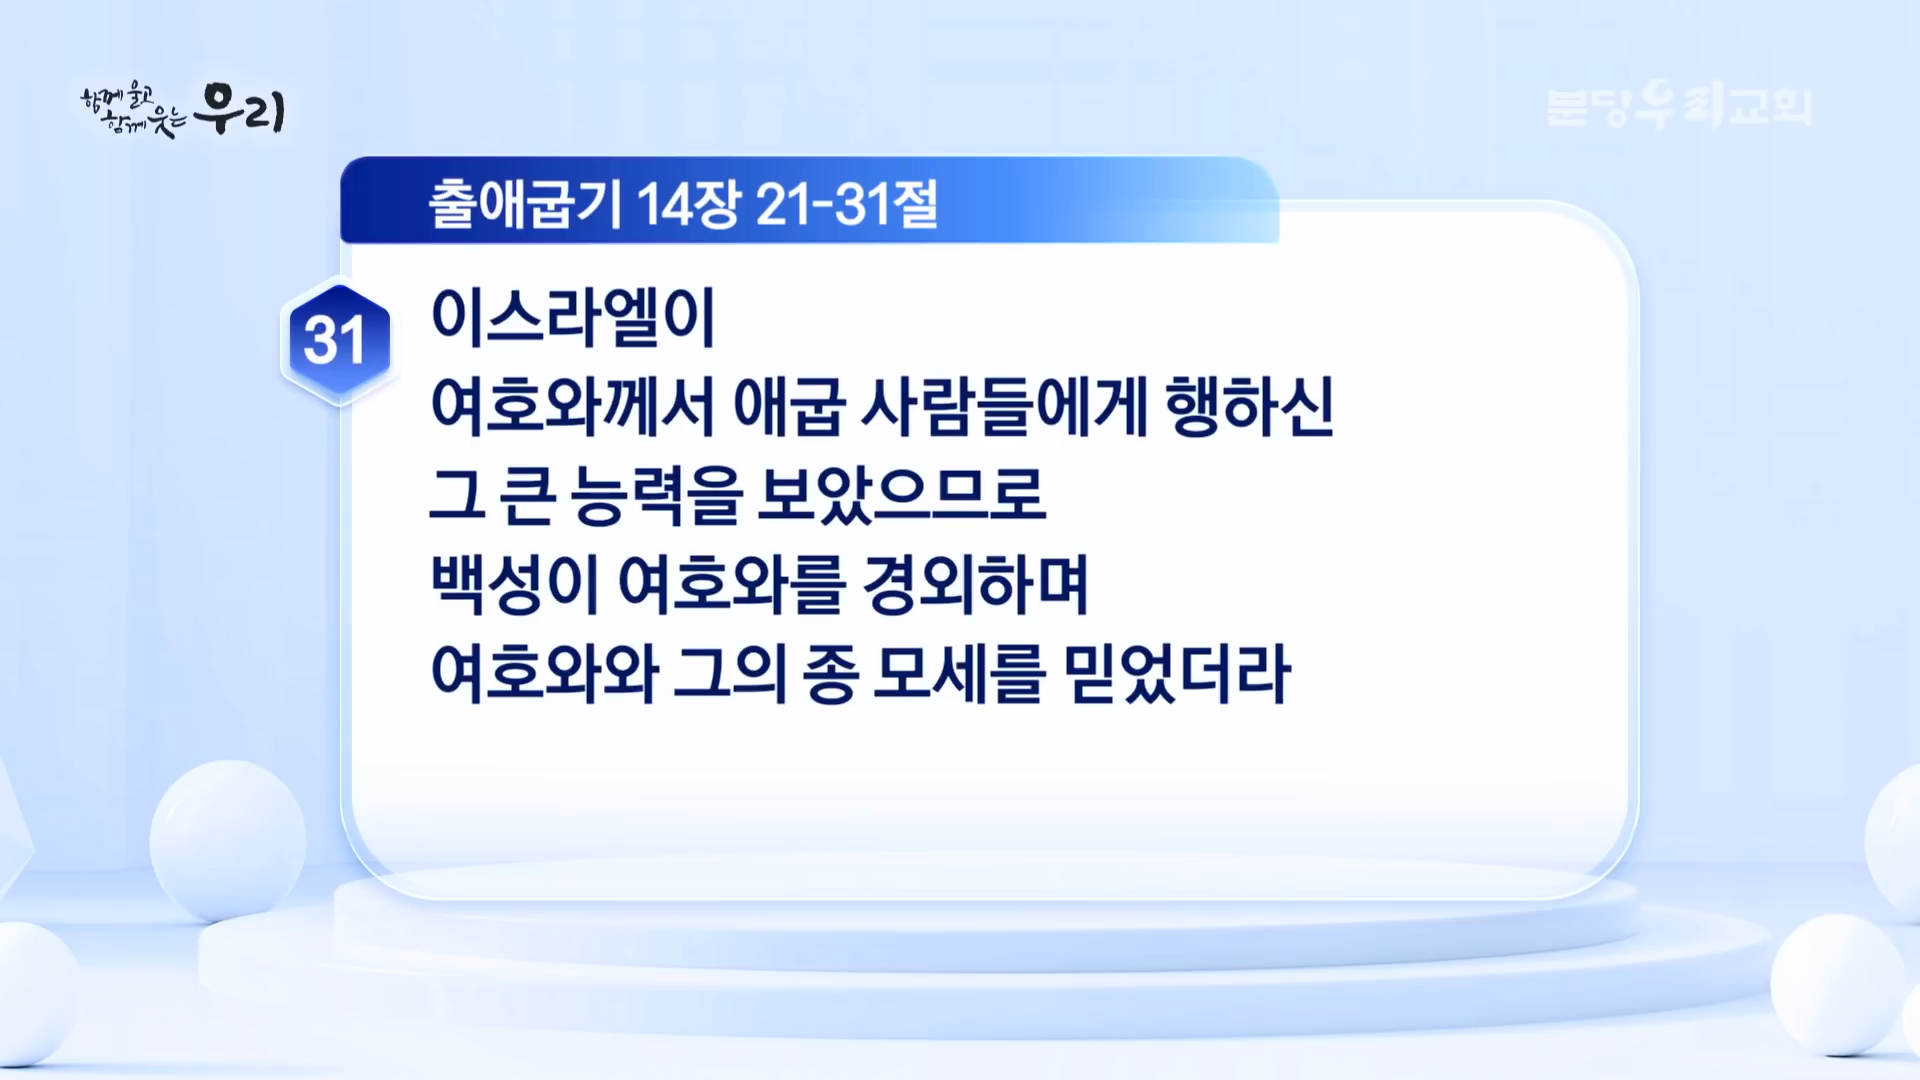 함께 울고
함께 웃는 우리
분당우리교회
출애굽기 14장 21-31절
31
이스라엘이
여호와께서 애굽 사람들에게 행하신
그 큰 능력을 보았으므로
백성이 여호와를 경외하며
여호와와 그의 종 모세를 믿었더라